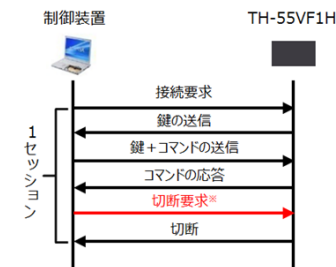 制御装置
TH-55VF1H
接続要求
鍵の送信
鍵＋コマンドの送信
コマンドの応答
切断要求※
切断
1セッション